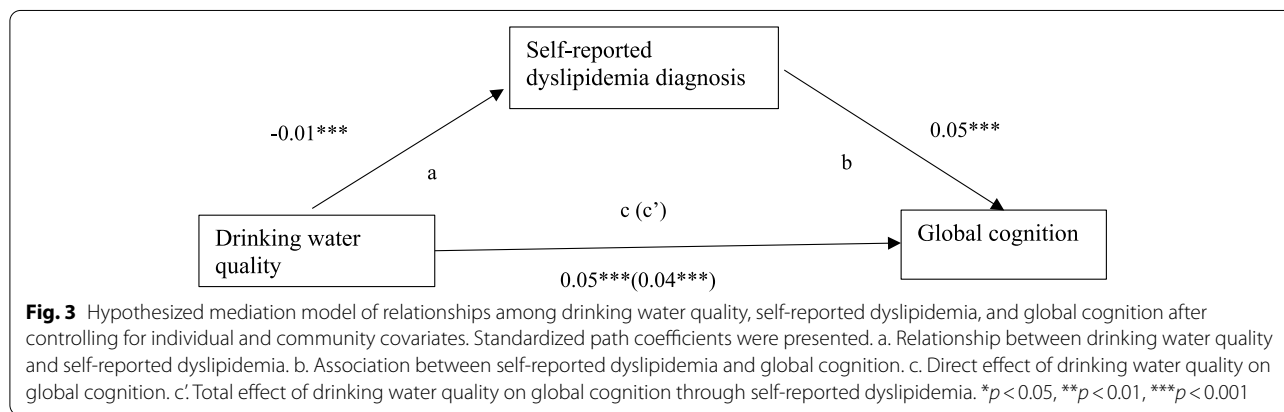 Self-reported
dyslipidemia diagnosis
-0.01***
0.05***
a
b
c (c’)
Drinking water
quality
Global cognition
0.05***(0.04***)
Fig. 3 Hypothesized mediation model of relationships among drinking water quality, self-reported dyslipidemia, and global cognition after
controlling for individual and community covariates. Standardized path coefficients were presented. a. Relationship between drinking water quality
and self-reported dyslipidemia. b. Association between self-reported dyslipidemia and global cognition. c. Direct effect of drinking water quality on
global cognition. c’. Total effect of drinking water quality on global cognition through self-reported dyslipidemia. *p < 0.05, **p < 0.01, ***p < 0.001